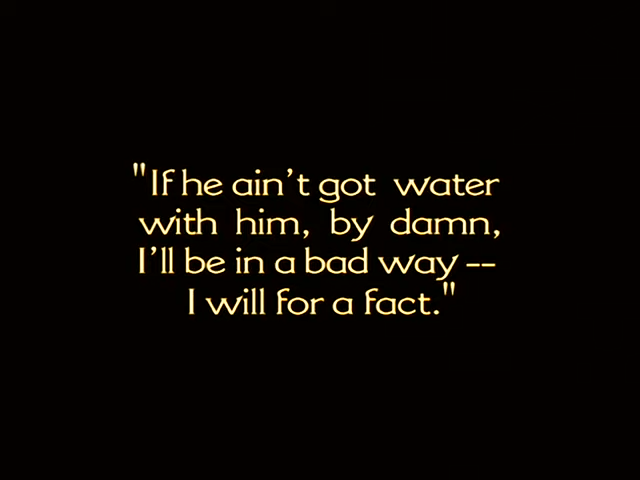 "If he ain't got water
with him, by damn,
I'll be in a bad way --
I will for a fact."